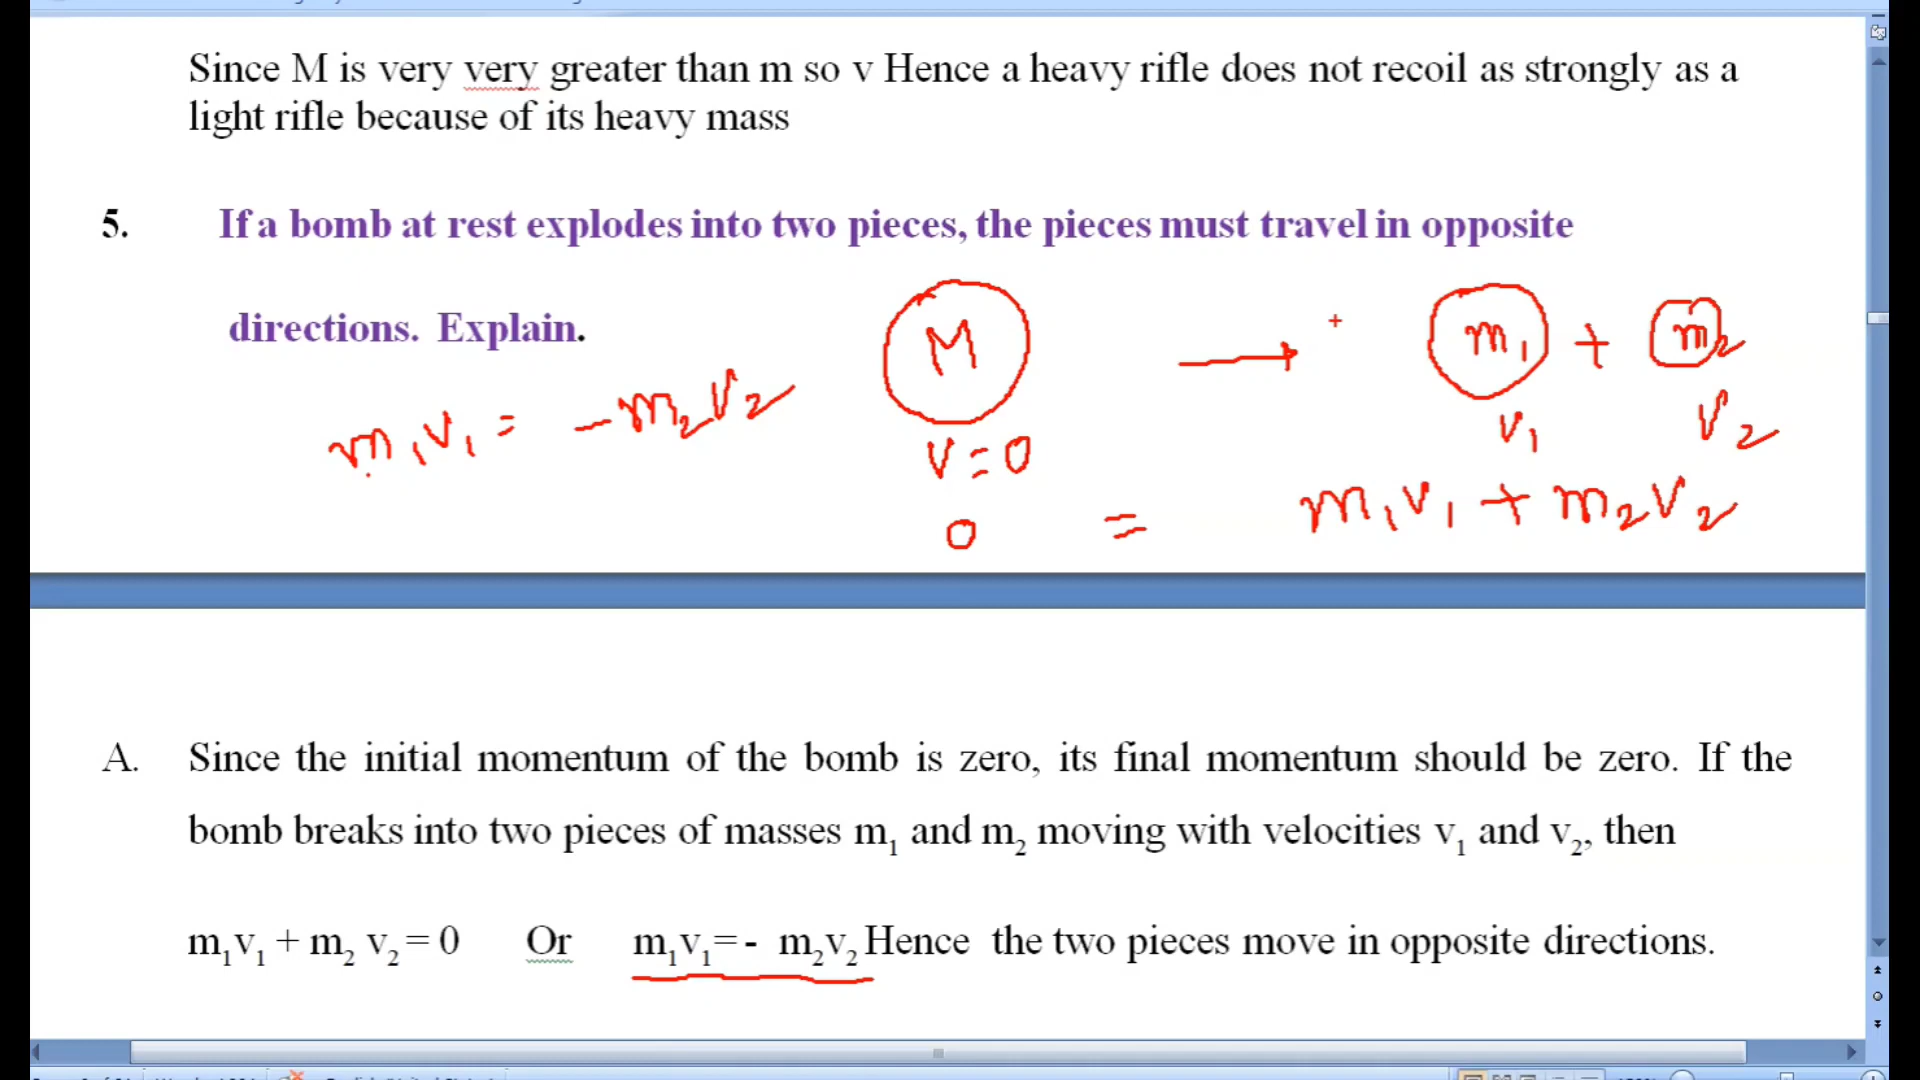 Since M is very very greater than m so v Hence a heavy rifle does not recoil as strongly as a
light rifle because of its heavy mass
5. If a bomb at rest explodes into two pieces, the pieces must travel in opposite
directions. Explain.
M → m₁ + m₂
m₁v₁ = -m₂v₂
v=0 v₁ v₂
0 = m₁v₁ + m₂v₂
A. Since the initial momentum of the bomb is zero, its final momentum should be zero. If the
bomb breaks into two pieces of masses m₁ and m₂ moving with velocities v₁ and v₂, then
m₁v₁ + m₂ v₂ = 0 Or m₁v₁= - m₂v₂ Hence the two pieces move in opposite directions.